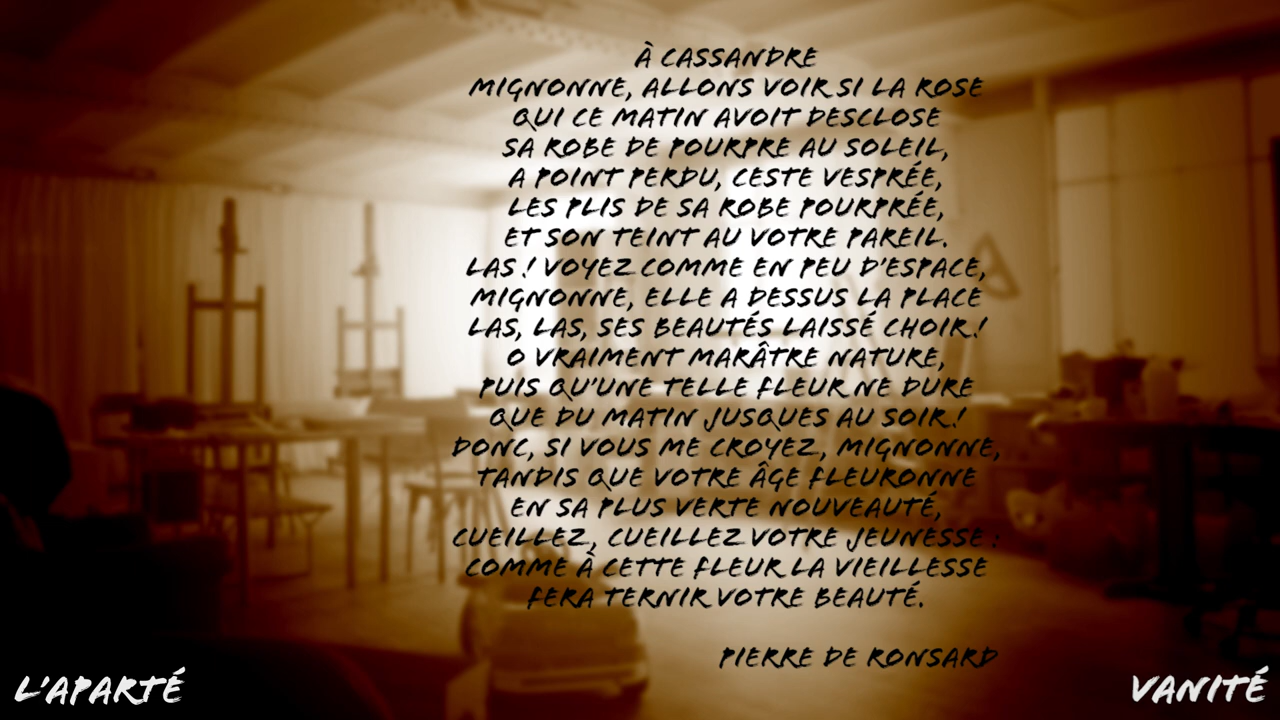 À CASSANDRE
MIGNONNE, ALLONS VOIR SI LA ROSE
QUI CE MATIN AVOIT DESCLOSE
SA ROBE DE POURPRE AU SOLEIL,
A POINT PERDU, CESTE VESPRÉE,
LES PLIS DE SA ROBE POURPRÉE,
ET SON TEINT AU VOTRE PAREIL.
LAS ! VOYEZ COMME EN PEU D'ESPACE,
MIGNONNE, ELLE A DESSUS LA PLACE
LAS, LAS, SES BEAUTÉS LAISSÉ CHOIR !
O VRAIMENT MARÂTRE NATURE,
PUIS QU'UNE TELLE FLEUR NE DURE
QUE DU MATIN JUSQUES AU SOIR !
DONC, SI VOUS ME CROYEZ, MIGNONNE,
TANDIS QUE VOTRE ÂGE FLEURONNE
EN SA PLUS VERTE NOUVEAUTÉ,
CUEILLEZ, CUEILLEZ VOTRE JEUNESSE :
COMME À CETTE FLEUR LA VIEILLESSE
FERA TERNIR VOTRE BEAUTÉ.
PIERRE DE RONSARD
L'APARTÉ
VANITÉ